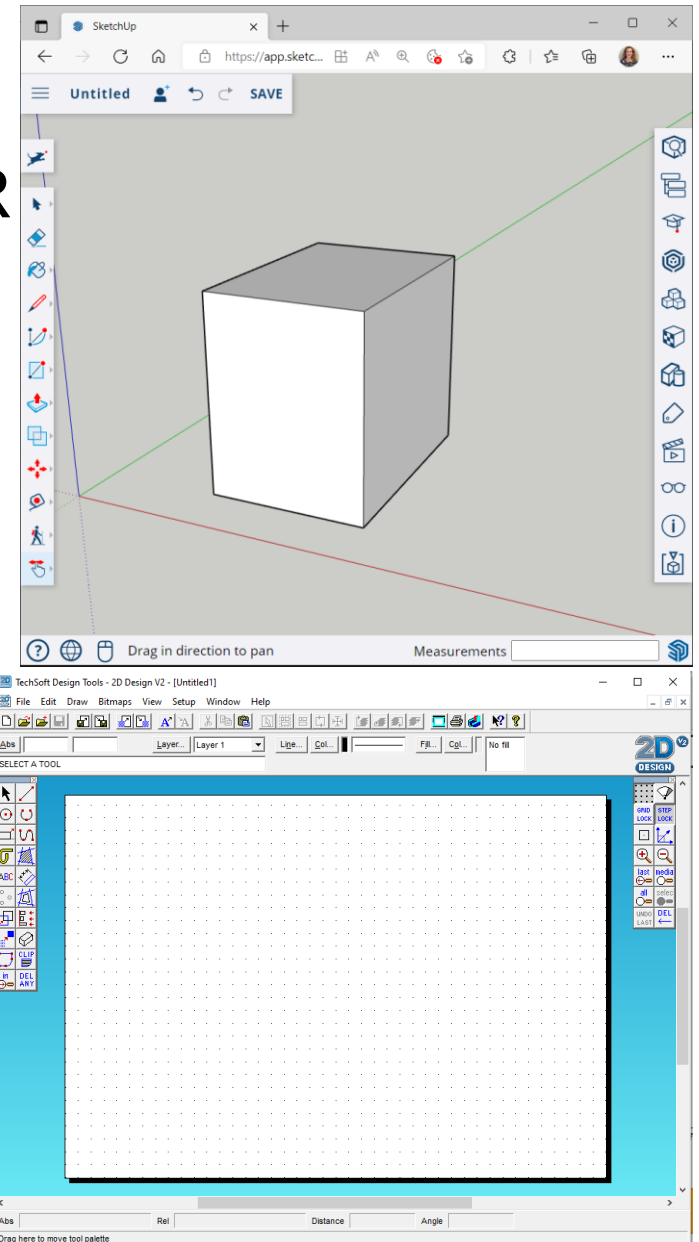 SketchUp
https://app.sketc...
Untitled SAVE
R
Drag in direction to pan Measurements
TechSoft Design Tools - 2D Design V2 - [Untitled1]
File Edit Draw Bitmaps View Setup Window Help
Abs Layer... Layer 1 Line... Col... Fill... Col... No fill
SELECT A TOOL
2D V2
DESIGN
GRID LOCK STEP LOCK
ABC
last media
all selec
UNDO LAST DEL
CLIP
in DEL ANY
Abs Rel Distance Angle
Drag here to move tool palette